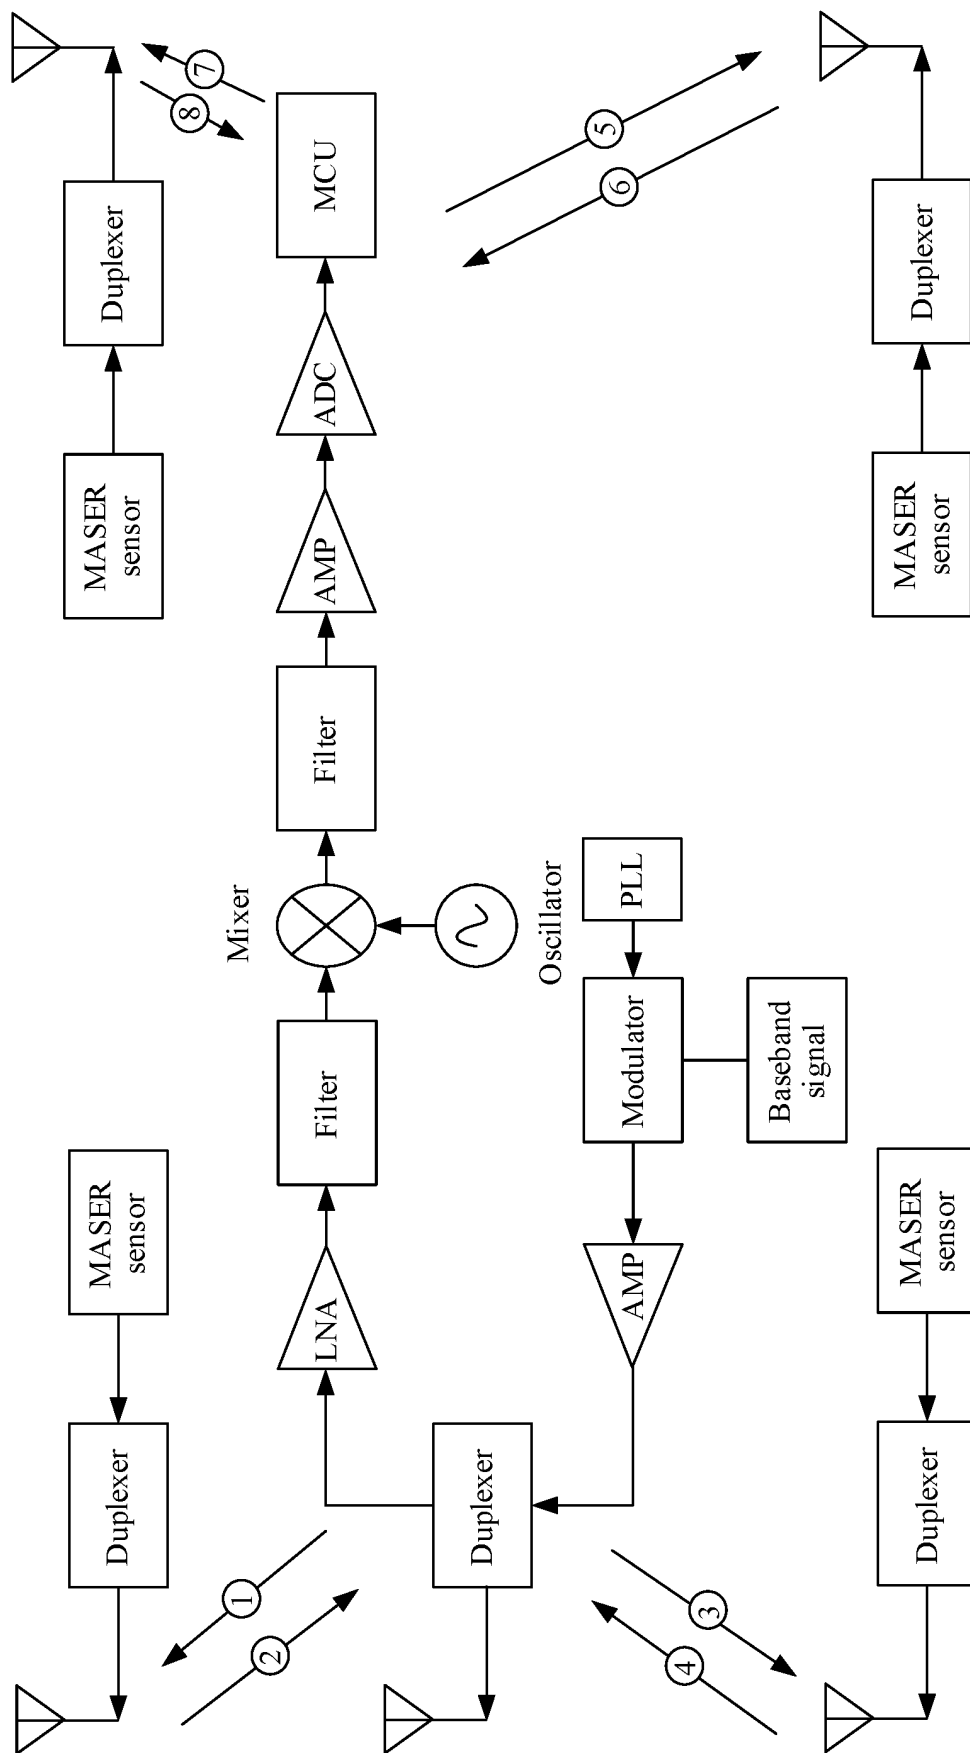 MASER
sensor
Duplexer
①
②
LNA
Filter
Mixer
Filter
AMP
ADC
MCU
Oscillator
MASER
sensor
Duplexer
⑦
⑧
Duplexer
AMP
Modulator
PLL
Baseband
signal
③
④
MASER
sensor
Duplexer
⑤
⑥
MASER
sensor
Duplexer